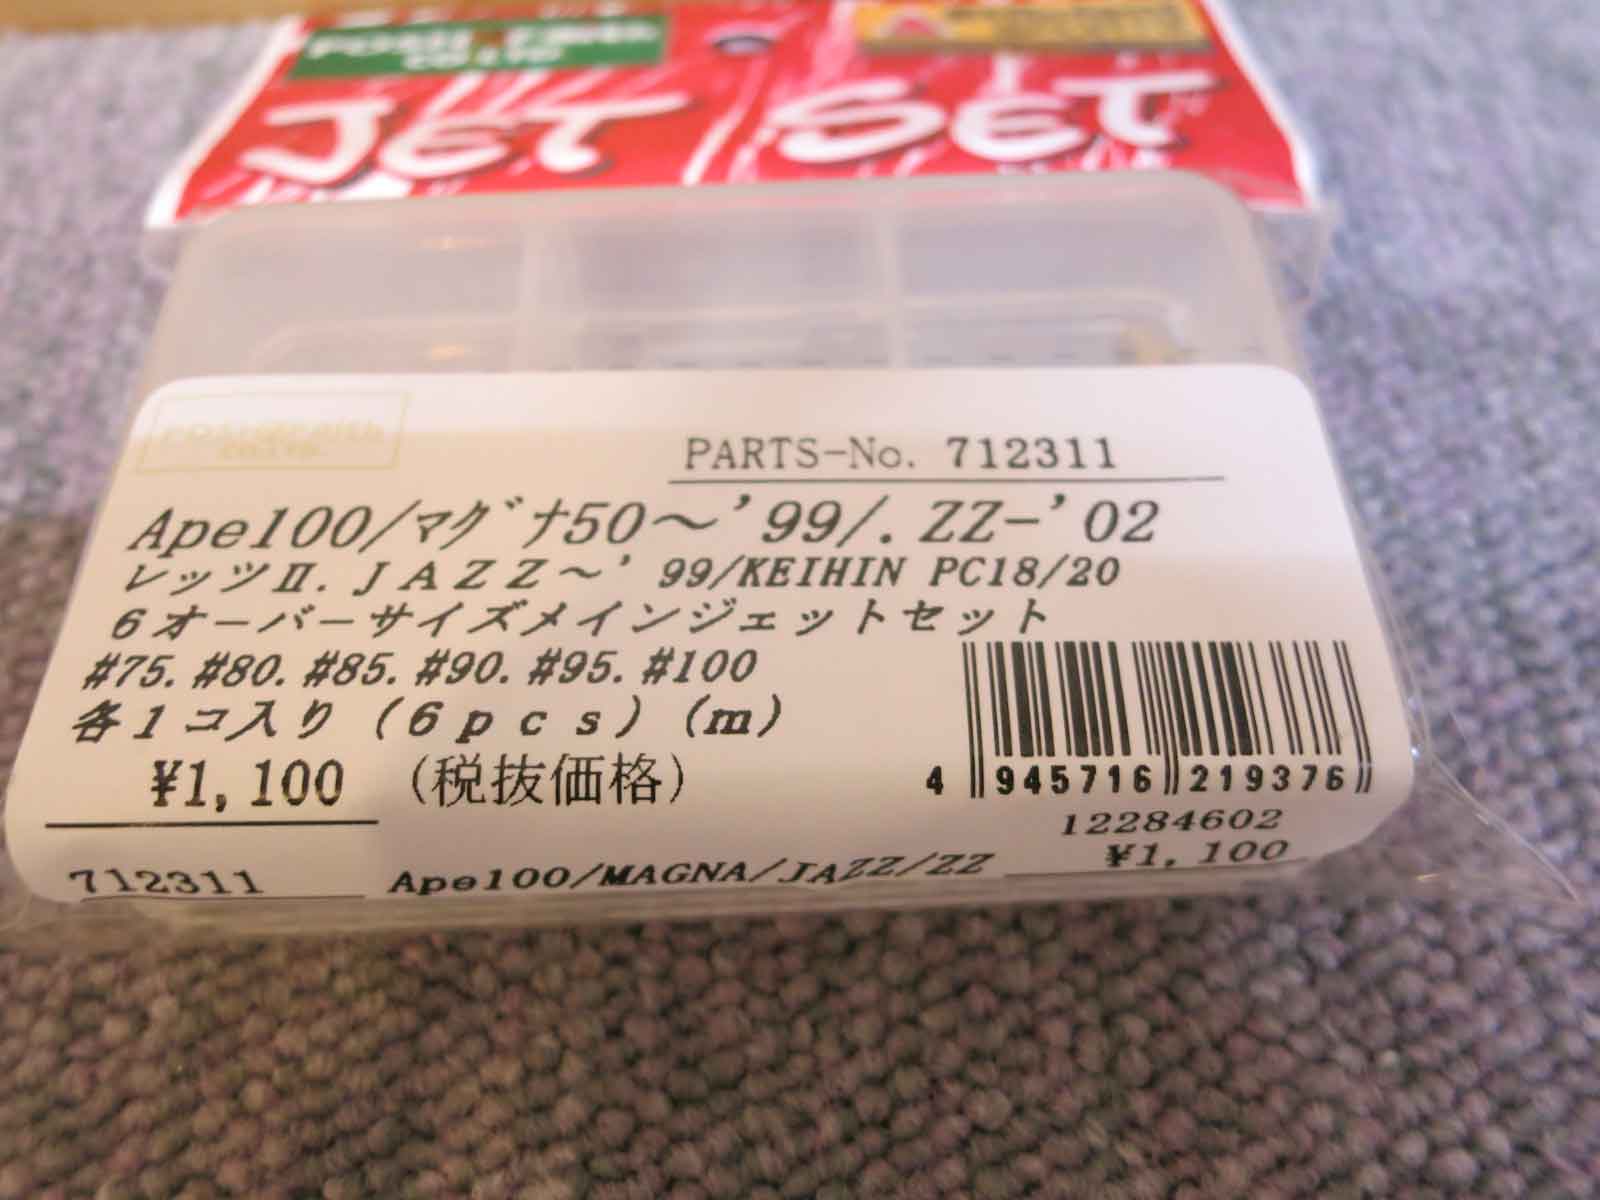 CO.LTD
JET SET
PARTS-No. 712311
Ape100/マグナ50～'99/.ZZ-'02
レッツⅡ.JAZZ～'99/KEIHIN PC18/20
6オーバーサイズメインジェットセット
#75.#80.#85.#90.#95.#100
各1コ入り(6pcs)(m)
¥1,100 (税抜価格)
4 945716 219376
12284602
¥1,100
712311 Ape100/MAGNA/JAZZ/ZZ